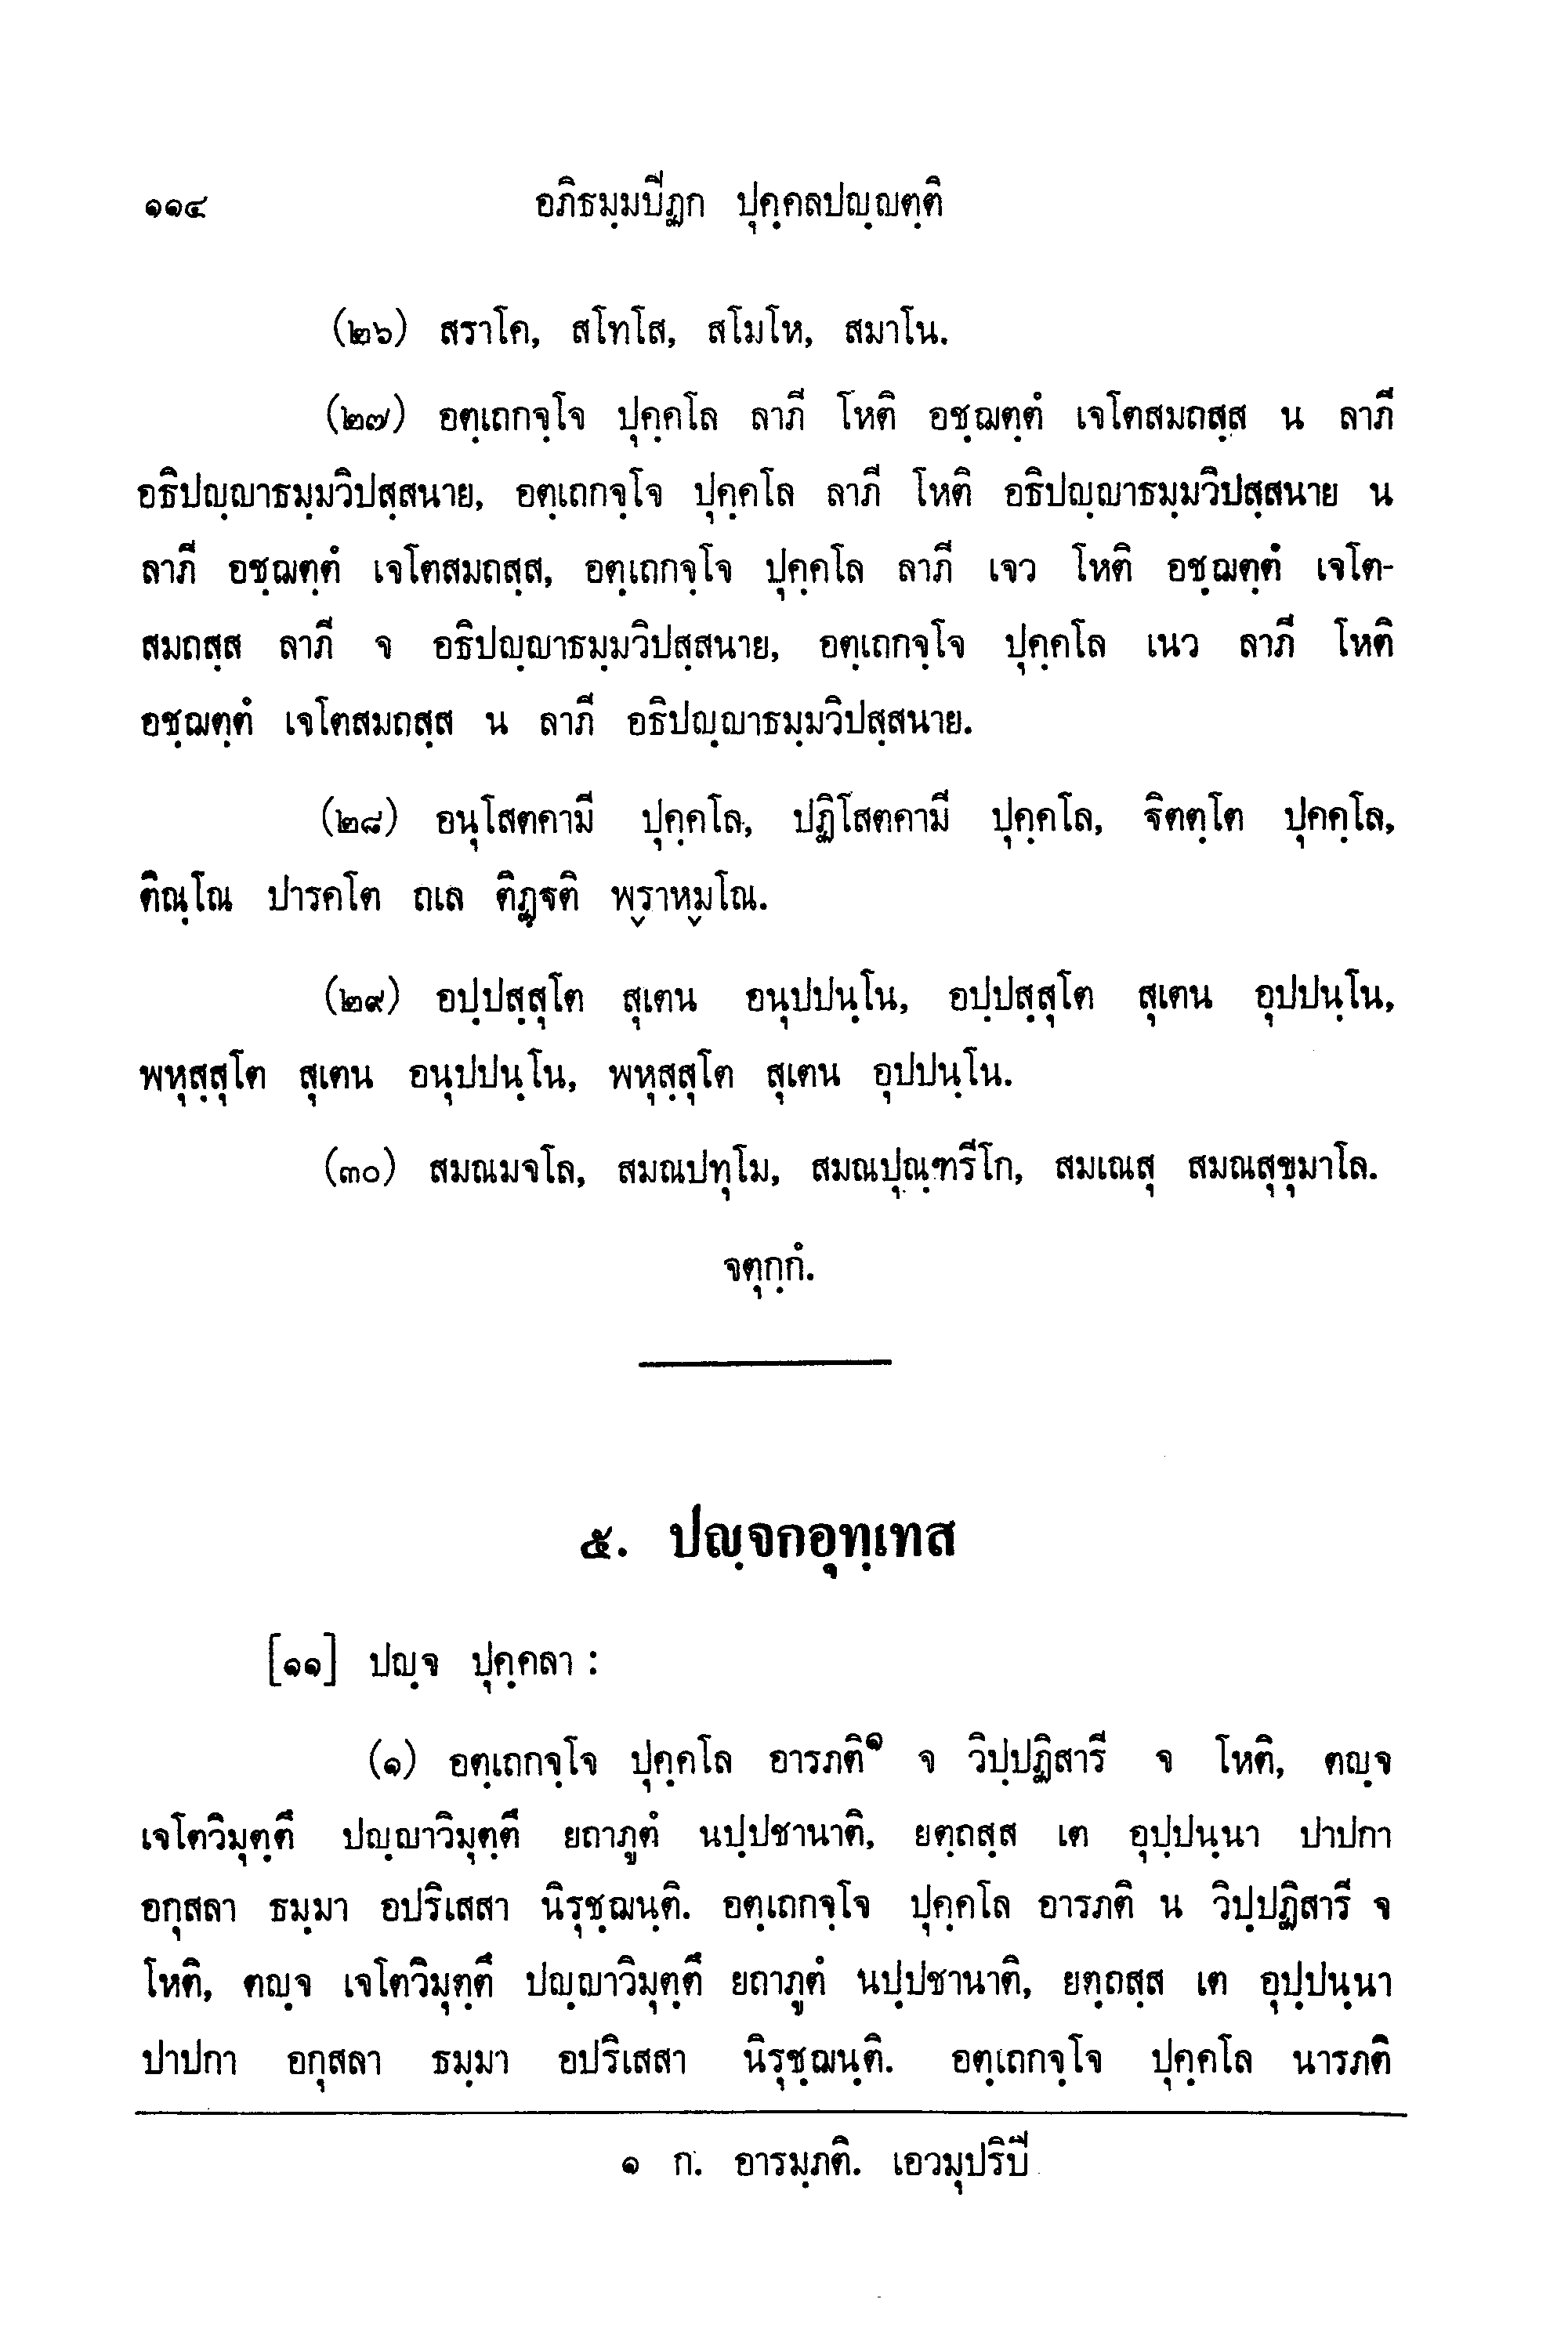 ๑๑๔ อภิธมฺมปีฏก ปุคฺคลปญฺญตฺติ
(๒๖) สราโค, สโทโส, สโมโห, สมาโน.
(๒๗) อตฺเถกจฺโจ ปุคฺคโล ลาภี โหติ อชฺฌตฺตํ เจโตสมถสฺส น ลาภี
อธิปญฺญาธมฺมวิปสฺสนาย, อตฺเถกจฺโจ ปุคฺคโล ลาภี โหติ อธิปญฺญาธมฺมวิปสฺสนาย น
ลาภี อชฺฌตฺตํ เจโตสมถสฺส, อตฺเถกจฺโจ ปุคฺคโล ลาภี เจว โหติ อชฺฌตฺตํ เจโต-
สมถสฺส ลาภี จ อธิปญฺญาธมฺมวิปสฺสนาย, อตฺเถกจฺโจ ปุคฺคโล เนว ลาภี โหติ
อชฺฌตฺตํ เจโตสมถสฺส น ลาภี อธิปญฺญาธมฺมวิปสฺสนาย.
(๒๘) อนุโสตคามี ปุคฺคโล, ปฏิโสตคามี ปุคฺคโล, ฐิตตฺโต ปุคคฺโล,
ติณฺโณ ปารคโต ถเล ติฏฺฐติ พฺราหฺมโณ.
(๒๙) อปฺปสฺสุโต สุเตน อนุปปนฺโน, อปฺปสฺสุโต สุเตน อุปปนฺโน,
พหุสฺสุโต สุเตน อนุปปนฺโน, พหุสฺสุโต สุเตน อุปปนฺโน.
(๓๐) สมณมจโล, สมณปทุโม, สมณปุณฺฑรีโก, สมเณสุ สมณสุขุมาโล.
จตุกฺกํ.
๕. ปญฺจกอุทฺเทส
[๑๑] ปญฺจ ปุคฺคลา :
(๑) อตฺเถกจฺโจ ปุคฺคโล อารภติ๑ จ วิปฺปฏิสารี จ โหติ, ตญฺจ
เจโตวิมุตฺตึ ปญฺญาวิมุตฺตึ ยถาภูตํ นปฺปชานาติ, ยตฺถสฺส เต อุปฺปนฺนา ปาปกา
อกุสลา ธมฺมา อปริเสสา นิรุชฺฌนฺติ. อตฺเถกจฺโจ ปุคฺคโล อารภติ น วิปฺปฏิสารี จ
โหติ, ตญฺจ เจโตวิมุตฺตึ ปญฺญาวิมุตฺตึ ยถาภูตํ นปฺปชานาติ, ยตฺถสฺส เต อุปฺปนฺนา
ปาปกา อกุสลา ธมฺมา อปริเสสา นิรุชฺฌนฺติ. อตฺเถกจฺโจ ปุคฺคโล นารภติ
๑ ก. อารมฺภติ. เอวมุปริปี